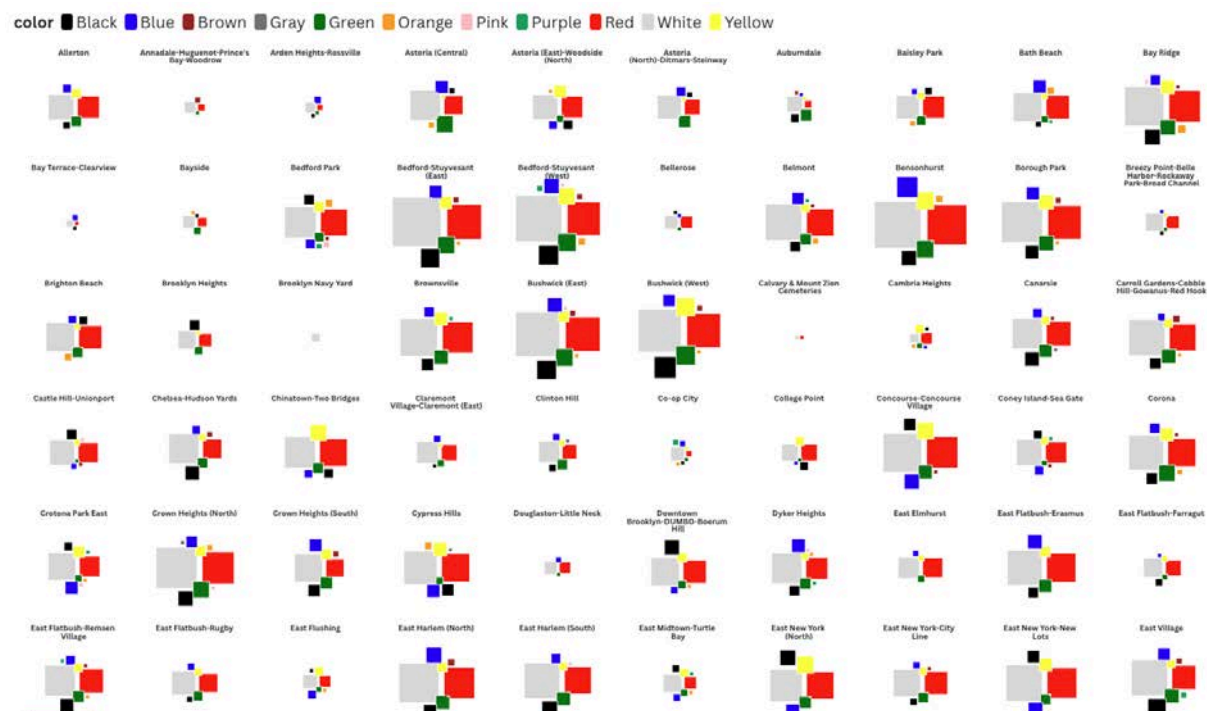 color Black Blue Brown Gray Green Orange Pink Purple Red White Yellow
Allerton
Annadale-Huguenot-Prince's
Bay-Woodrow
Arden Heights-Rossville
Astoria (Central)
Astoria (East)-Woodside
(North)
Astoria
(North)-Ditmars-Steinway
Auburndale
Baisley Park
Bath Beach
Bay Ridge
Bay Terrace-Clearview
Bayside
Bedford Park
Bedford-Stuyvesant
(East)
Bedford-Stuyvesant
(West)
Bellerose
Belmont
Bensonhurst
Borough Park
Breezy Point-Belle
Harbor-Rockaway
Park-Broad Channel
Brighton Beach
Brooklyn Heights
Brooklyn Navy Yard
Brownsville
Bushwick (East)
Bushwick (West)
Calvary & Mount Zion
Cemeteries
Cambria Heights
Canarsie
Carroll Gardens-Cobble
Hill-Gowanus-Red Hook
Castle Hill-Unionport
Chelsea-Hudson Yards
Chinatown-Two Bridges
Claremont
Village-Claremont (East)
Clinton Hill
Co-op City
College Point
Concourse-Concourse
Village
Coney Island-Sea Gate
Corona
Crotona Park East
Crown Heights (North)
Crown Heights (South)
Cypress Hills
Douglaston-Little Neck
Downtown
Brooklyn-DUMBO-Boerum
Hill
Dyker Heights
East Elmhurst
East Flatbush-Erasmus
East Flatbush-Farragut
East Flatbush-Remsen
Village
East Flatbush-Rugby
East Flushing
East Harlem (North)
East Harlem (South)
East Midtown-Turtle
Bay
East New York
(North)
East New York-City
Line
East New York-New
Lots
East Village